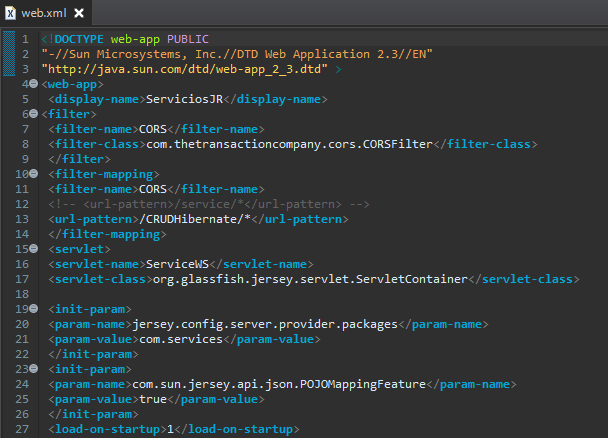 web.xml
1 <!DOCTYPE web-app PUBLIC
2 "-//Sun Microsystems, Inc.//DTD Web Application 2.3//EN"
3 "http://java.sun.com/dtd/web-app_2_3.dtd" >
4 <web-app>
5 <display-name>ServiciosJR</display-name>
6 <filter>
7 <filter-name>CORS</filter-name>
8 <filter-class>com.thetransactioncompany.cors.CORSFilter</filter-class>
9 </filter>
10 <filter-mapping>
11 <filter-name>CORS</filter-name>
12 <!-- <url-pattern>/service/*</url-pattern> -->
13 <url-pattern>/CRUDHibernate/*</url-pattern>
14 </filter-mapping>
15 <servlet>
16 <servlet-name>ServiceWS</servlet-name>
17 <servlet-class>org.glassfish.jersey.servlet.ServletContainer</servlet-class>
18
19 <init-param>
20 <param-name>jersey.config.server.provider.packages</param-name>
21 <param-value>com.services</param-value>
22 </init-param>
23 <init-param>
24 <param-name>com.sun.jersey.api.json.POJOMappingFeature</param-name>
25 <param-value>true</param-value>
26 </init-param>
27 <load-on-startup>1</load-on-startup>